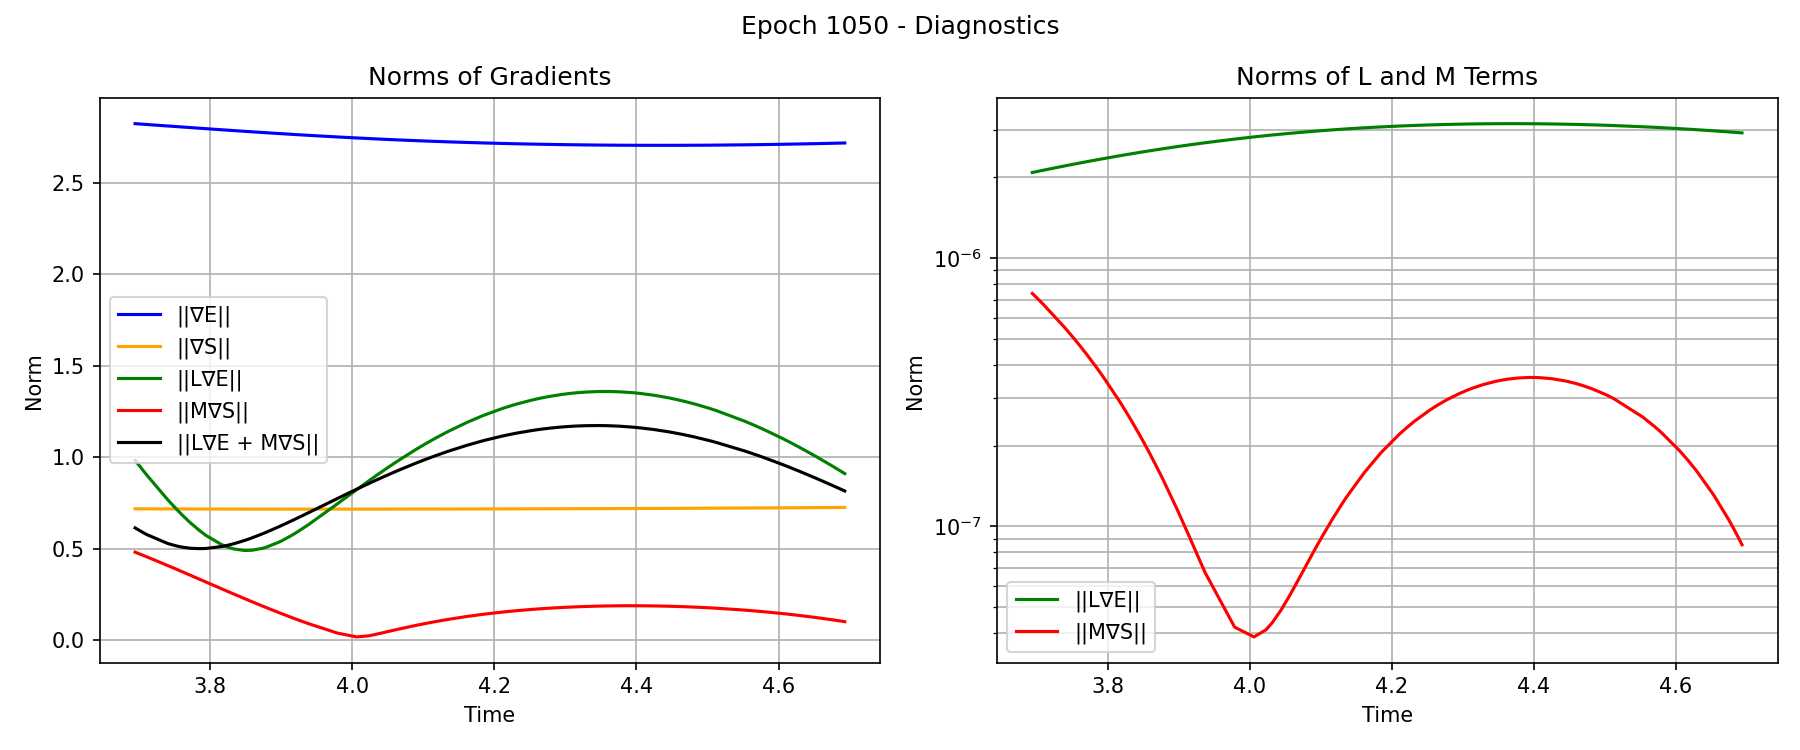 Epoch 1050 - Diagnostics
Norms of Gradients
Norm
2.5
2.0
1.5
1.0
0.5
0.0
||∇E||
||∇S||
||L∇E||
||M∇S||
||L∇E + M∇S||
3.8 4.0 4.2 4.4 4.6
Time
Norms of L and M Terms
Norm
10⁻⁶
10⁻⁷
||L∇E||
||M∇S||
3.8 4.0 4.2 4.4 4.6
Time